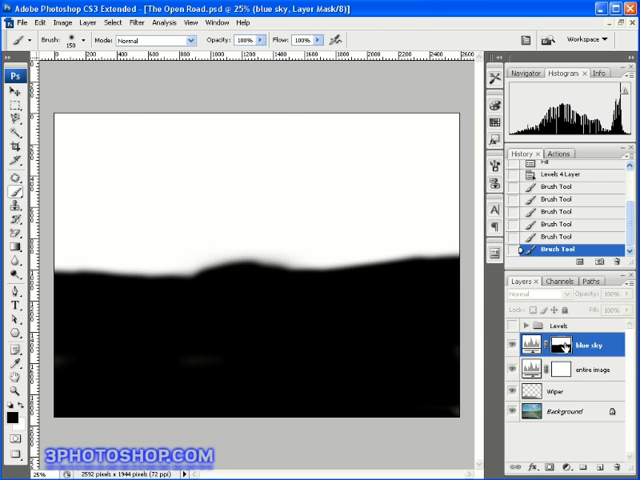 Adobe Photoshop CS3 Extended - [The Open Road.psd @ 25% (blue sky, Layer Mask/8)]
File Edit Image Layer Select Filter Analysis View Window Help
Brush: 150 Mode: Normal Opacity: 100% Flow: 100% Workspace
Ps
Navigator Histogram Info
History Actions
Fill
Levels 4 Layer
Brush Tool
Brush Tool
Brush Tool
Brush Tool
Brush Tool
Brush Tool
Layers Channels Paths
Normal Opacity: 100%
Lock: Fill: 100%
Levels
blue sky
entire image
Wiper
Background
3PHOTOSHOP.COM
25% 2592 pixels x 1944 pixels (72 ppi)